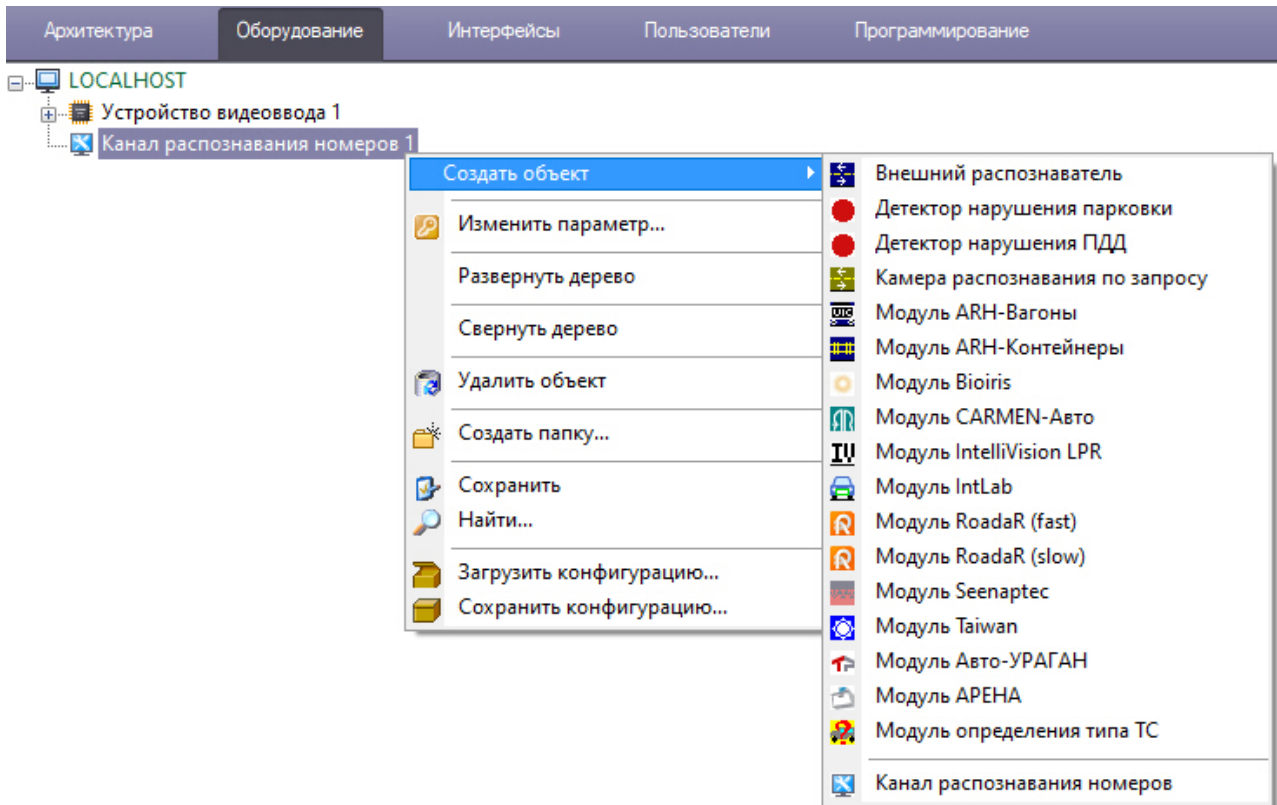 Архитектура
Оборудование
Интерфейсы
Пользователи
Программирование
LOCALHOST
Устройство видеоввода 1
Канал распознавания номеров 1
Создать объект
Изменить параметр...
Развернуть дерево
Свернуть дерево
Удалить объект
Создать папку...
Сохранить
Найти...
Загрузить конфигурацию...
Сохранить конфигурацию...
Внешний распознаватель
Детектор нарушения парковки
Детектор нарушения ПДД
Камера распознавания по запросу
Модуль ARH-Вагоны
Модуль ARH-Контейнеры
Модуль Bioiris
Модуль CARMEN-Авто
Модуль IntelliVision LPR
Модуль IntLab
Модуль RoadaR (fast)
Модуль RoadaR (slow)
Модуль Seenaptec
Модуль Taiwan
Модуль Авто-УРАГАН
Модуль АРЕНА
Модуль определения типа ТС
Канал распознавания номеров